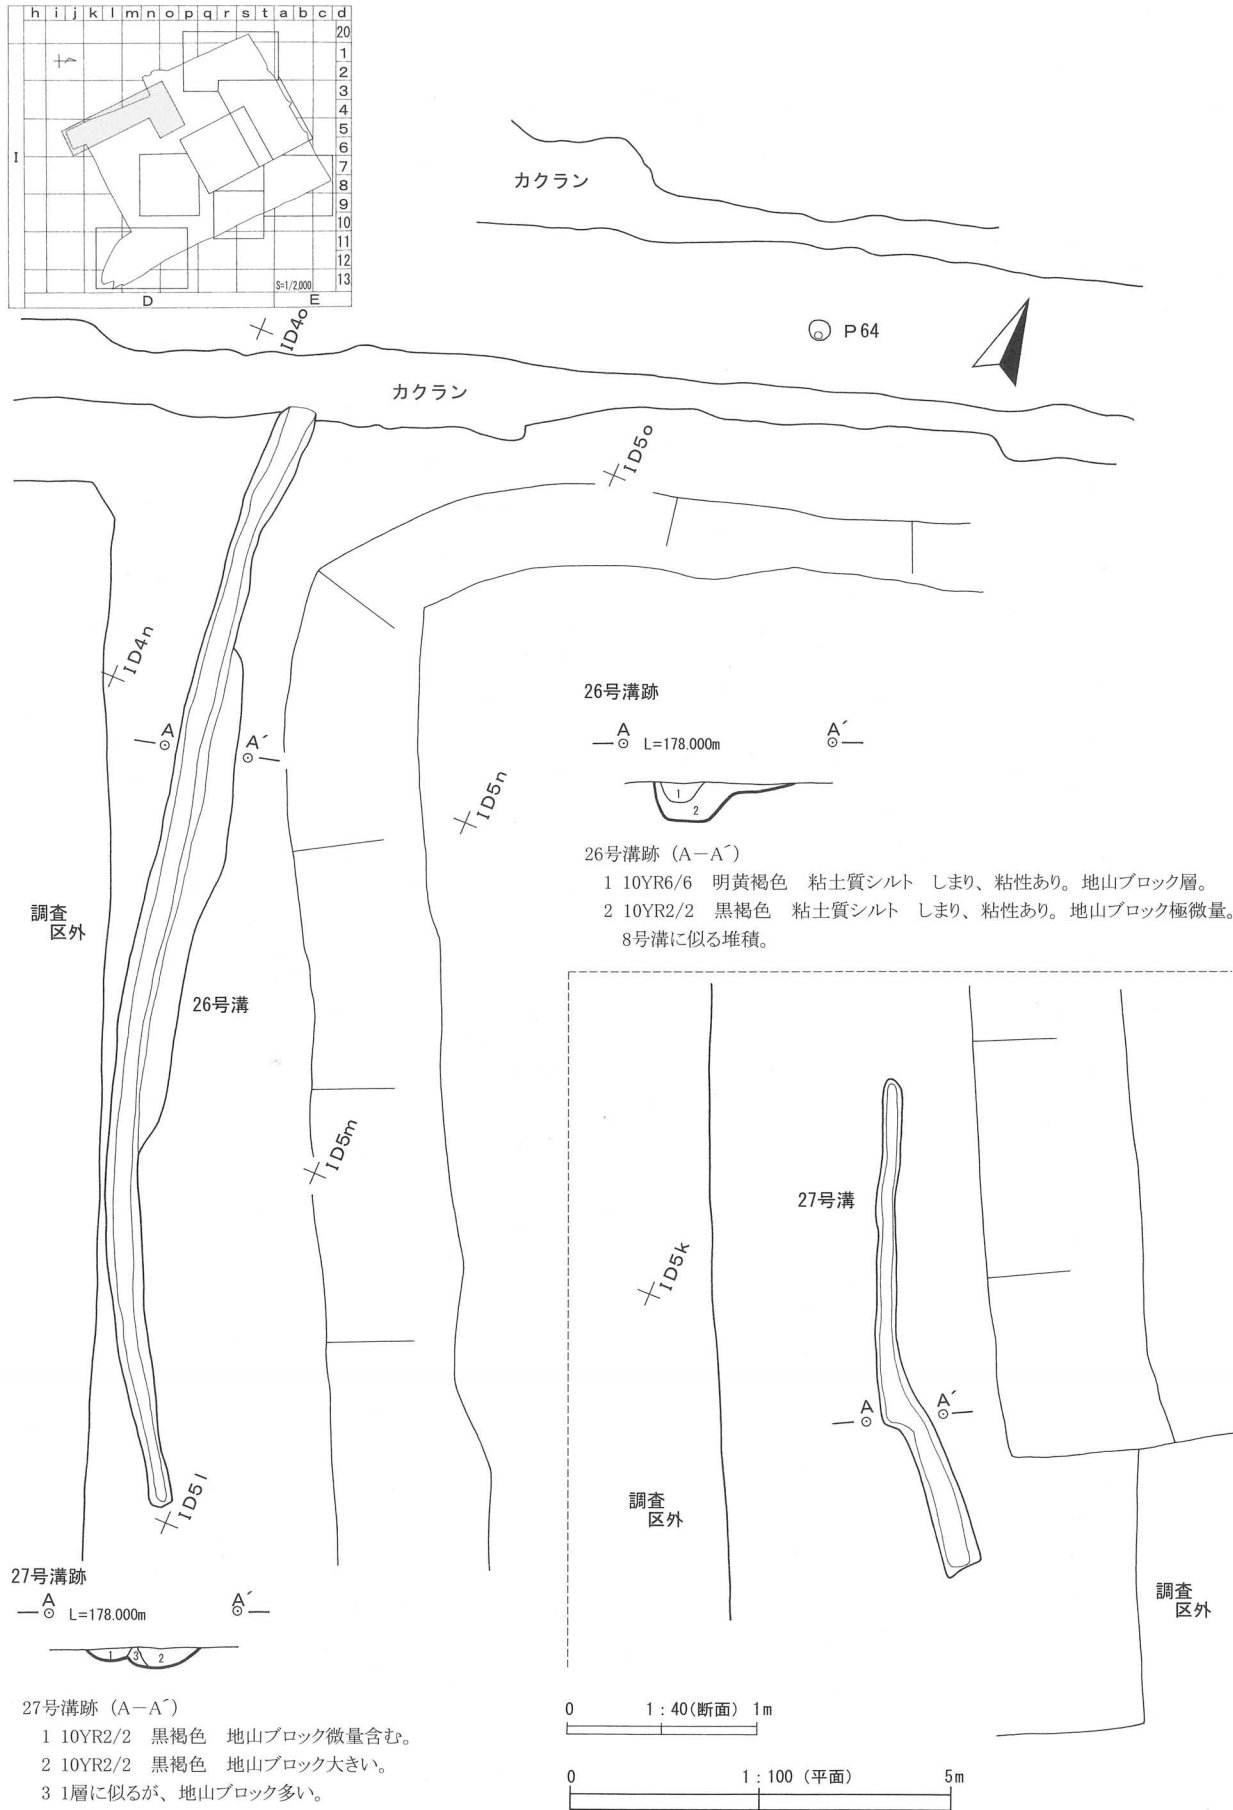 h i j k l m n o p q r s t a b c d
20
1
2
3
4
5
6
7
8
9
10
11
12
13
I
S=1/2,000
D E
カクラン
ID4o
P64
カクラン
ID5o
ID4n
A A´
ID5n
26号溝跡
A L=178.000m A´
1
2
26号溝跡 (A－A´)
1 10YR6/6 明黄褐色 粘土質シルト しまり、粘性あり。地山ブロック層。
2 10YR2/2 黒褐色 粘土質シルト しまり、粘性あり。地山ブロック極微量。
8号溝に似る堆積。
調査
区外
26号溝
ID5m
27号溝
ID5k
A A´
調査
区外
調査
区外
ID5l
27号溝跡
A L=178.000m A´
1 3 2
27号溝跡 (A－A´)
1 10YR2/2 黒褐色 地山ブロック微量含む。
2 10YR2/2 黒褐色 地山ブロック大きい。
3 1層に似るが、地山ブロック多い。
0 1：40(断面) 1m
0 1：100 (平面) 5m